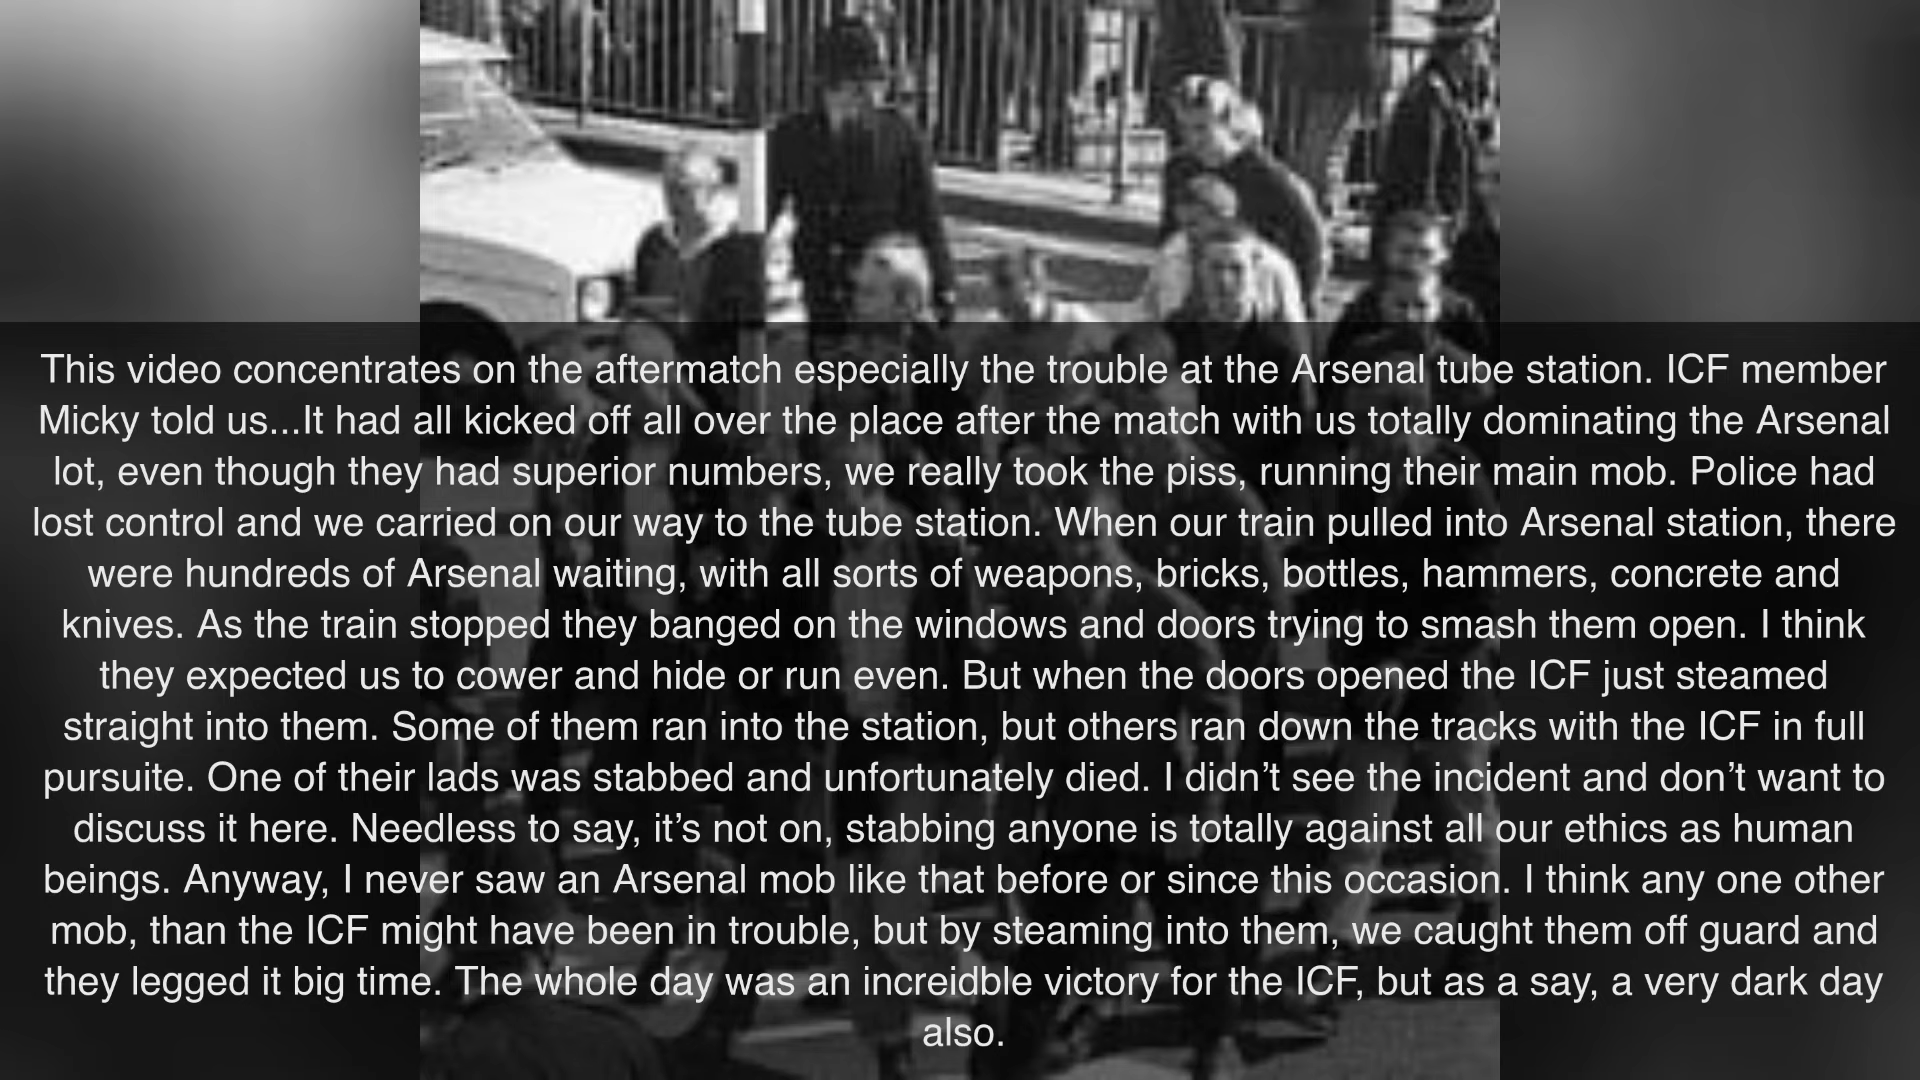 This video concentrates on the aftermatch especially the trouble at the Arsenal tube station. ICF member
Micky told us...It had all kicked off all over the place after the match with us totally dominating the Arsenal
lot, even though they had superior numbers, we really took the piss, running their main mob. Police had
lost control and we carried on our way to the tube station. When our train pulled into Arsenal station, there
were hundreds of Arsenal waiting, with all sorts of weapons, bricks, bottles, hammers, concrete and
knives. As the train stopped they banged on the windows and doors trying to smash them open. I think
they expected us to cower and hide or run even. But when the doors opened the ICF just steamed
straight into them. Some of them ran into the station, but others ran down the tracks with the ICF in full
pursuite. One of their lads was stabbed and unfortunately died. I didn’t see the incident and don’t want to
discuss it here. Needless to say, it’s not on, stabbing anyone is totally against all our ethics as human
beings. Anyway, I never saw an Arsenal mob like that before or since this occasion. I think any one other
mob, than the ICF might have been in trouble, but by steaming into them, we caught them off guard and
they legged it big time. The whole day was an increidble victory for the ICF, but as a say, a very dark day
also.